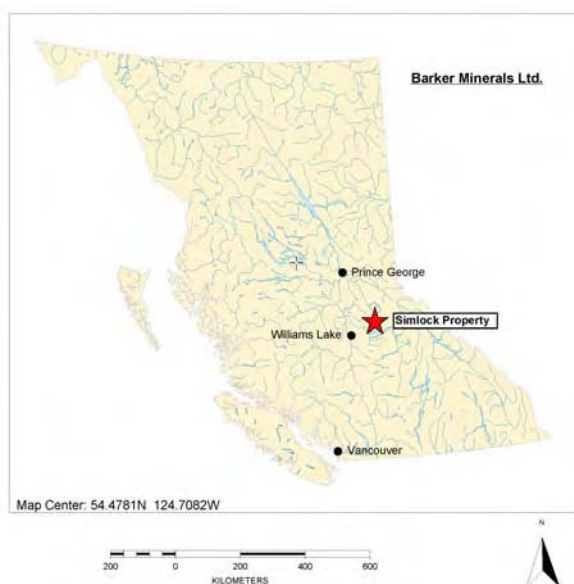 Barker Minerals Ltd.
Prince George
Simlock Property
Williams Lake
Vancouver
Map Center: 54.4781N 124.7082W
N
200 0 200 400 600
KILOMETERS